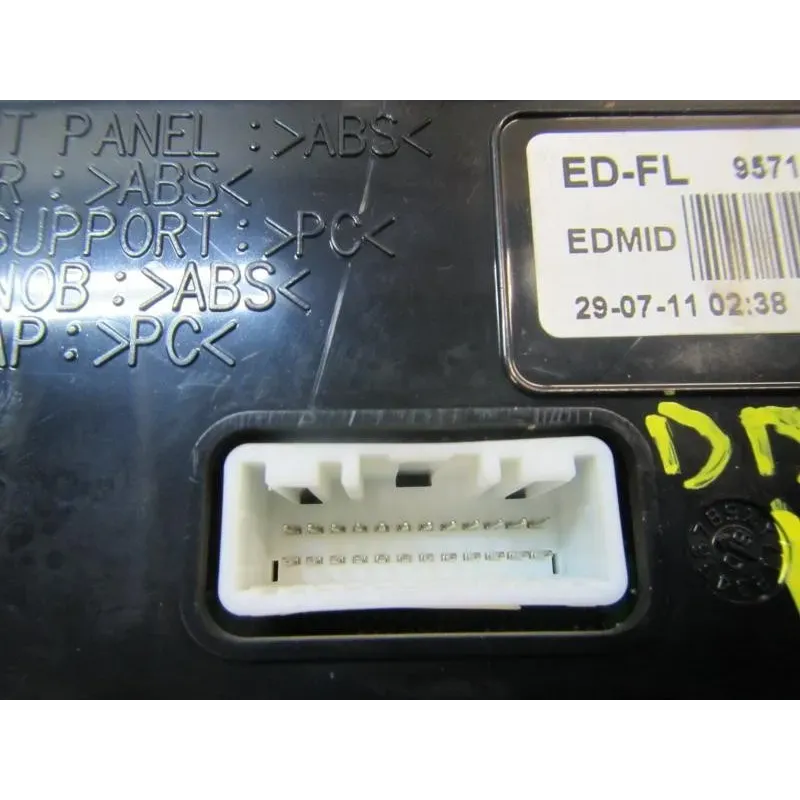 T PANEL : >ABS<
R : >ABS<
SUPPORT : >PC<
NOB : >ABS<
AP : >PC<
ED-FL 9571
EDMID
29-07-11 02:38